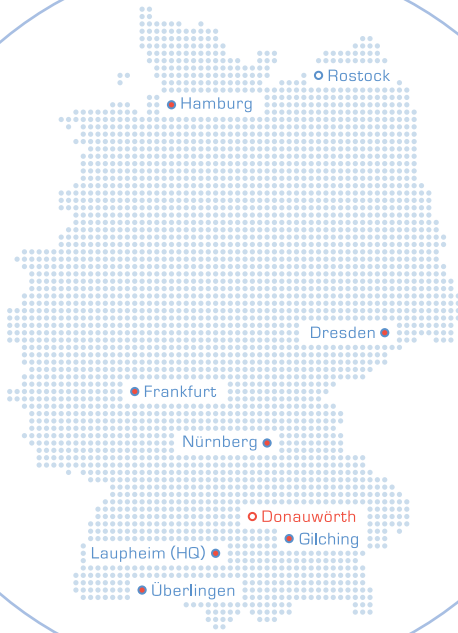 Rostock
Hamburg
Dresden
Frankfurt
Nürnberg
Donauwörth
Gilching
Laupheim (HQ)
Überlingen